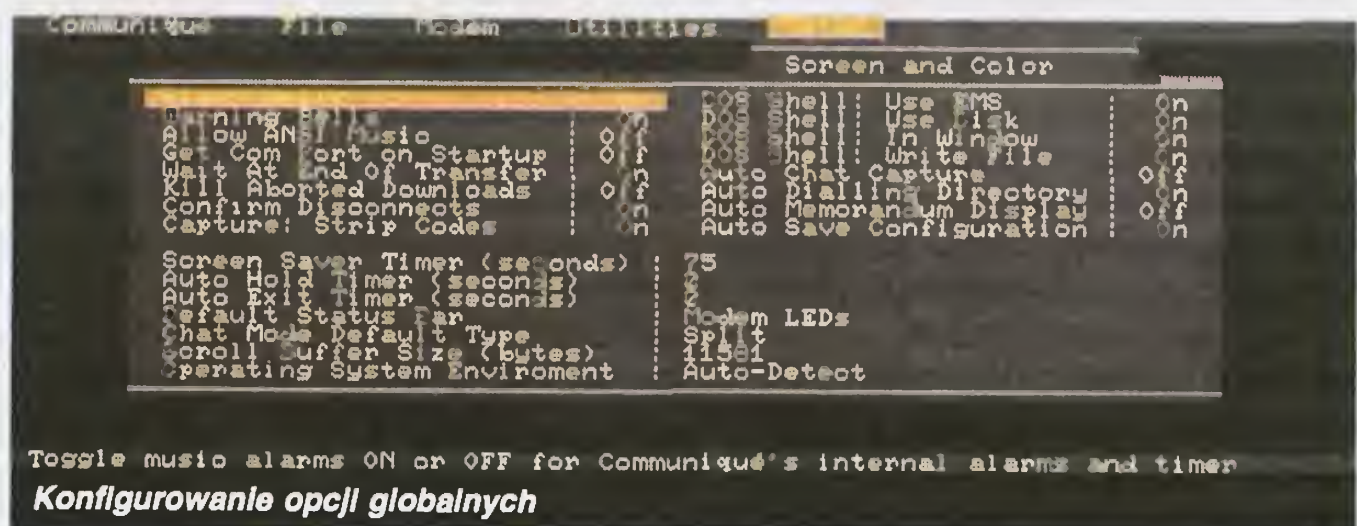 Communiqué File Modem Utilities
Screen and Color
Warning Bells : On
Allow ANSI Music : Off
Get Com Port on Startup : Off
Wait At End Of Transfer : On
Kill Aborted Downloads : Off
Confirm Disconnects : On
Capture: Strip Codes : On
DOS Shell: Use EMS : On
DOS Shell: Use Disk : On
DOS Shell: In Window : On
DOS Shell: Write File : On
Auto Chat Capture : Off
Auto Dialling Directory : On
Auto Memorandum Display : Off
Auto Save Configuration : On
Screen Saver Timer (seconds) : 75
Auto Hold Timer (seconds) :
Auto Exit Timer (seconds) :
Default Status Bar : Modem LEDs
Chat Mode Default Type : Split
Scroll Buffer Size (bytes) :
Operating System Enviroment : Auto-Detect
Toggle music alarms ON or OFF for Communiqué's internal alarms and timer
Konfigurowanie opcji globalnych